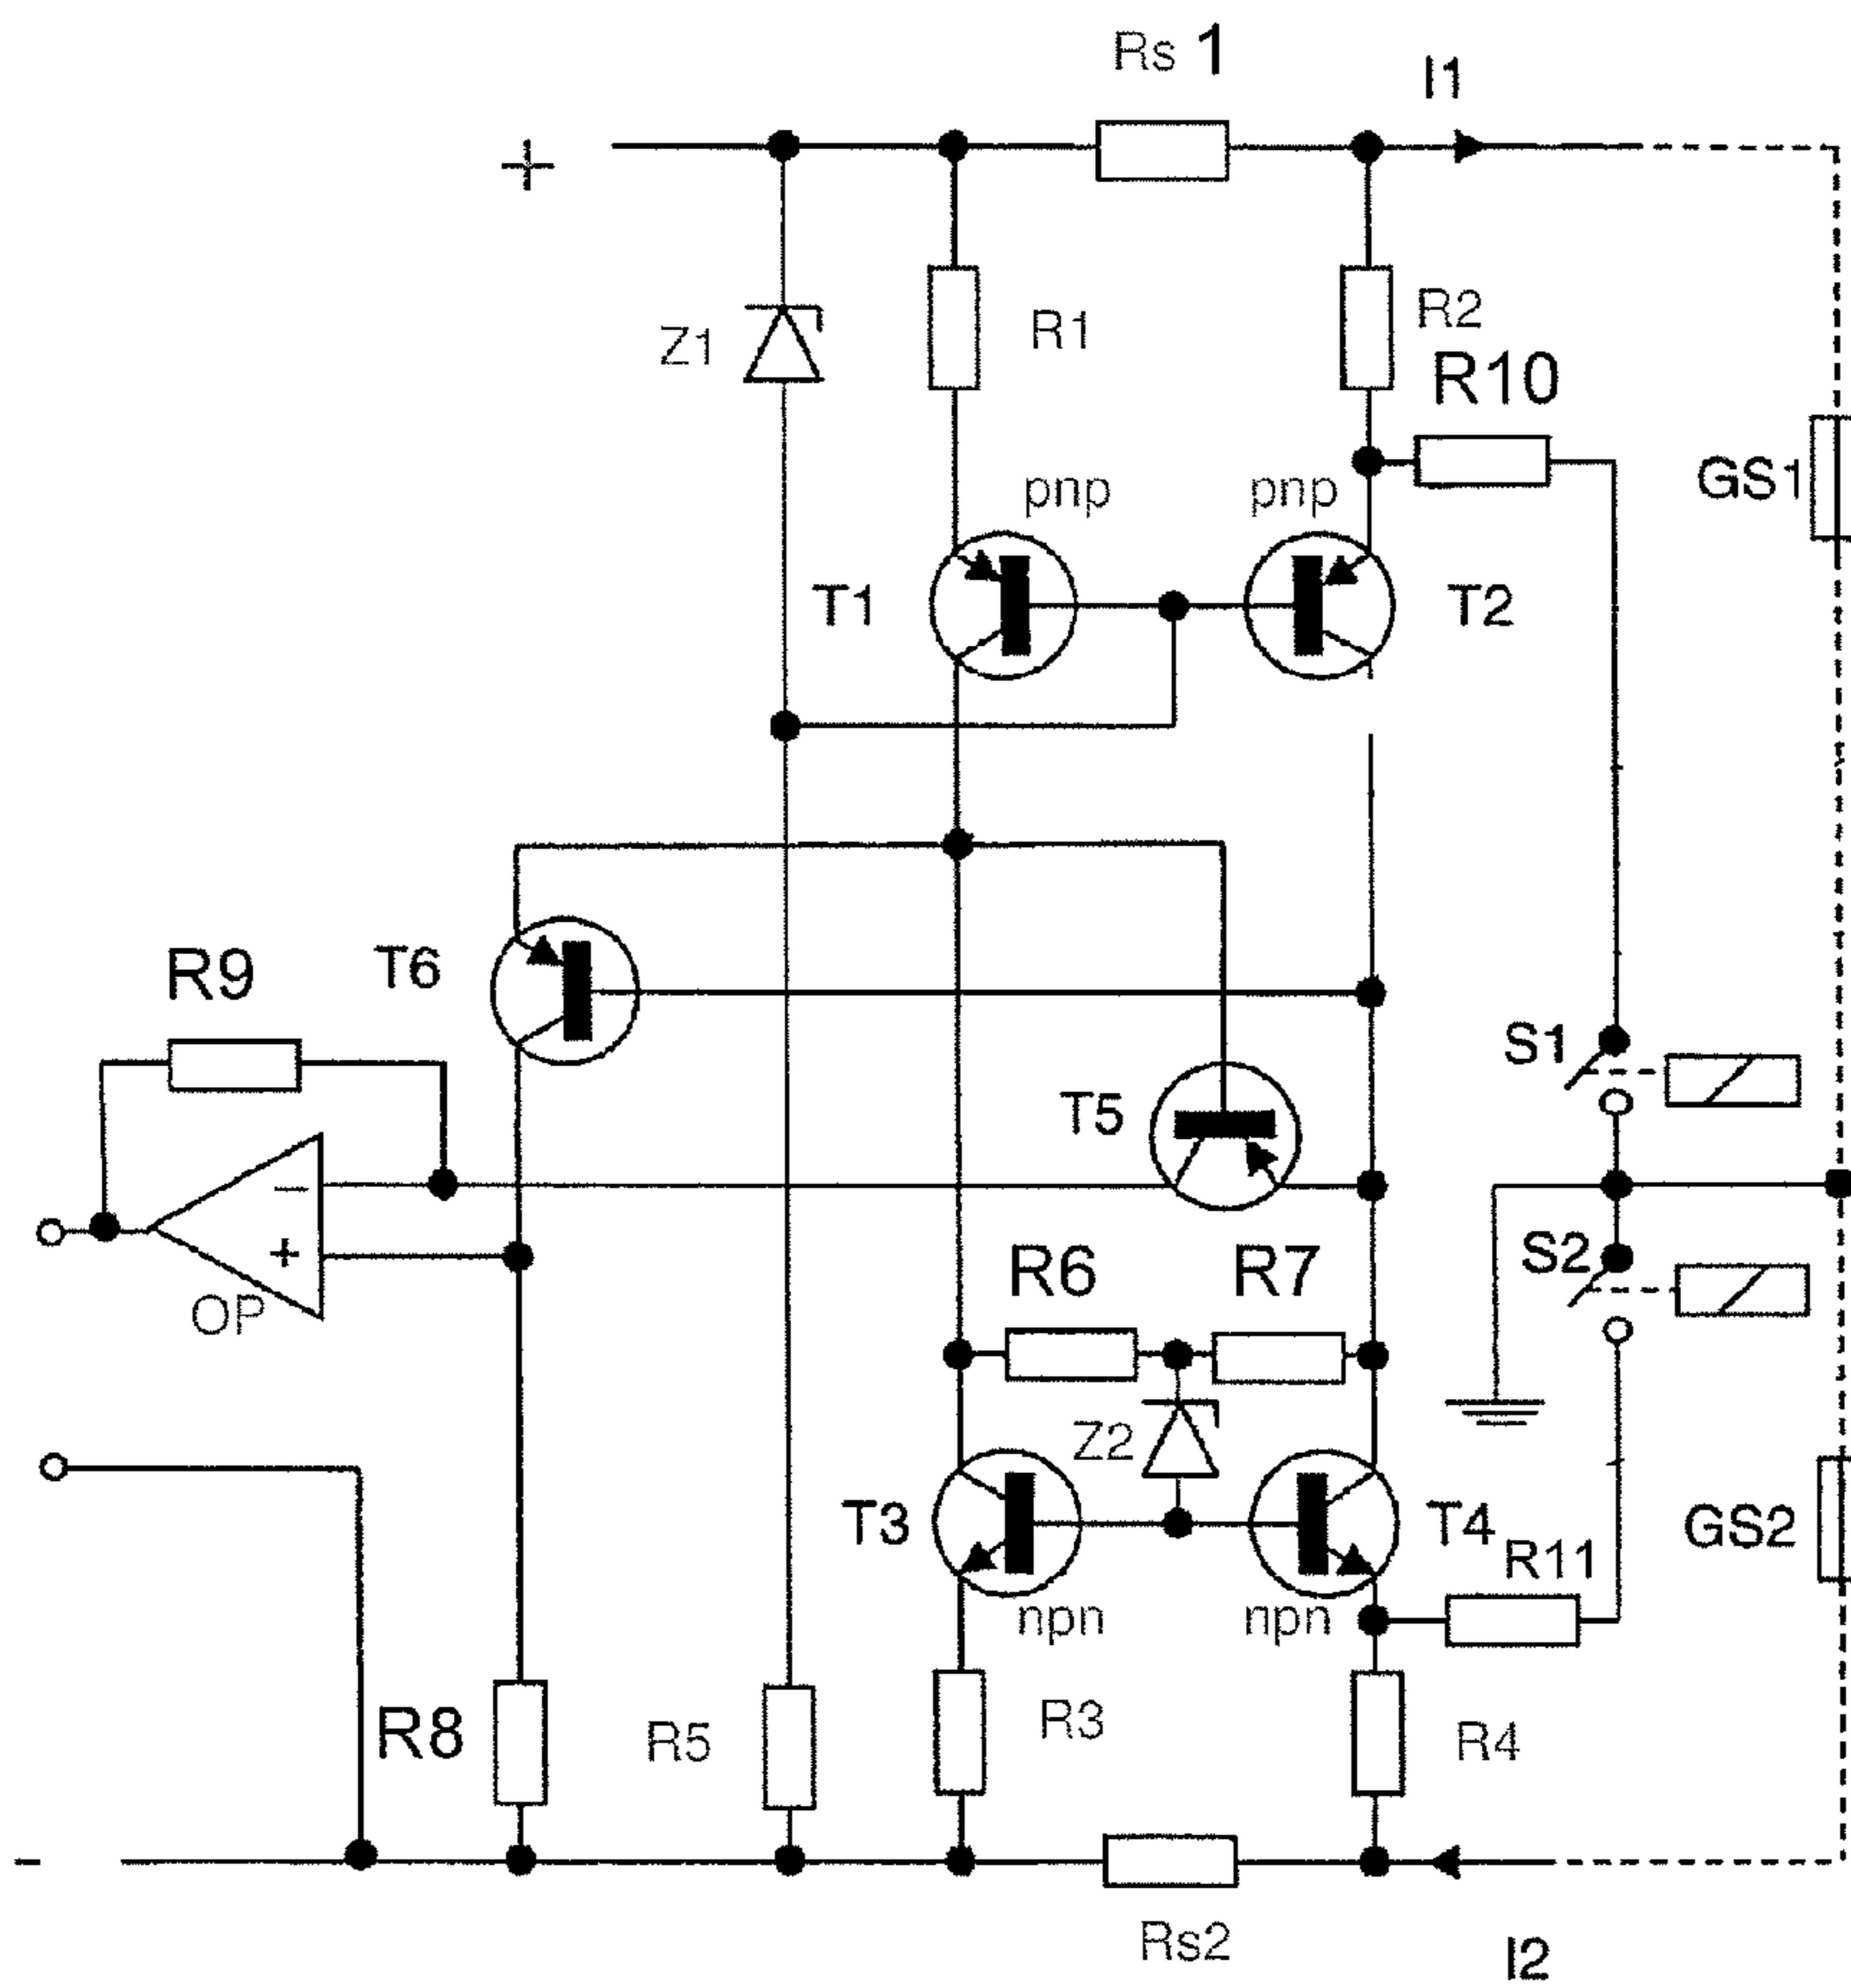 Rs 1
I1
+
Z1
R1
R2
R10
GS1
pnp
pnp
T1
T2
T6
R9
S1
T5
−
+
OP
S2
R6
R7
Z2
T3
T4
R11
GS2
npn
npn
R8
R5
R3
R4
-
Rs2
I2